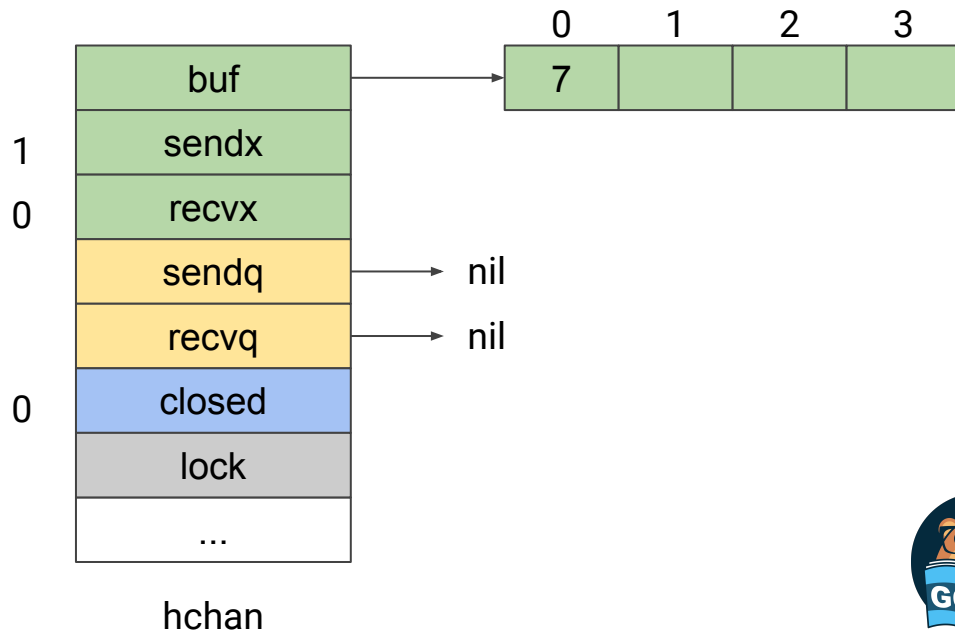 0 1 2 3
buf 7
1 sendx
0 recvx
sendq nil
recvq nil
0 closed
lock
...
hchan